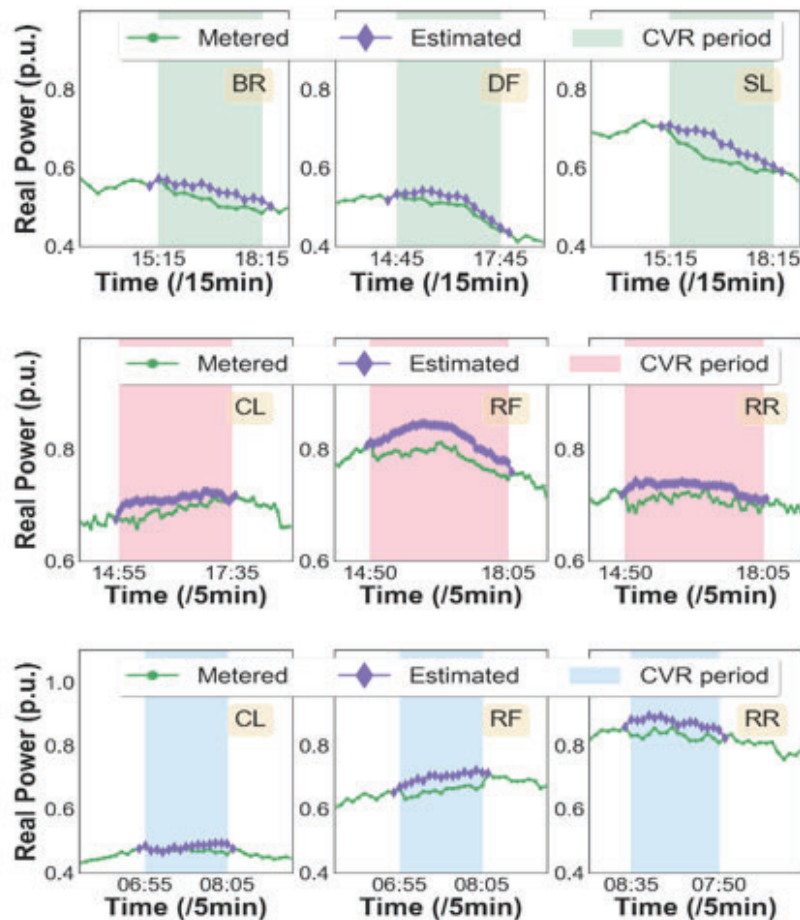 Metered Estimated CVR period
BR DF SL
Real Power (p.u.)
0.8
0.6
0.4
15:15 18:15 14:45 17:45 15:15 18:15
Time (/15min) Time (/15min) Time (/15min)
Metered Estimated CVR period
CL RF RR
Real Power (p.u.)
0.8
0.6
14:55 17:35 14:50 18:05 14:50 18:05
Time (/5min) Time (/5min) Time (/5min)
Metered Estimated CVR period
CL RF RR
Real Power (p.u.)
1.0
0.8
0.6
0.4
06:55 08:05 06:55 08:05 08:35 07:50
Time (/5min) Time (/5min) Time (/5min)